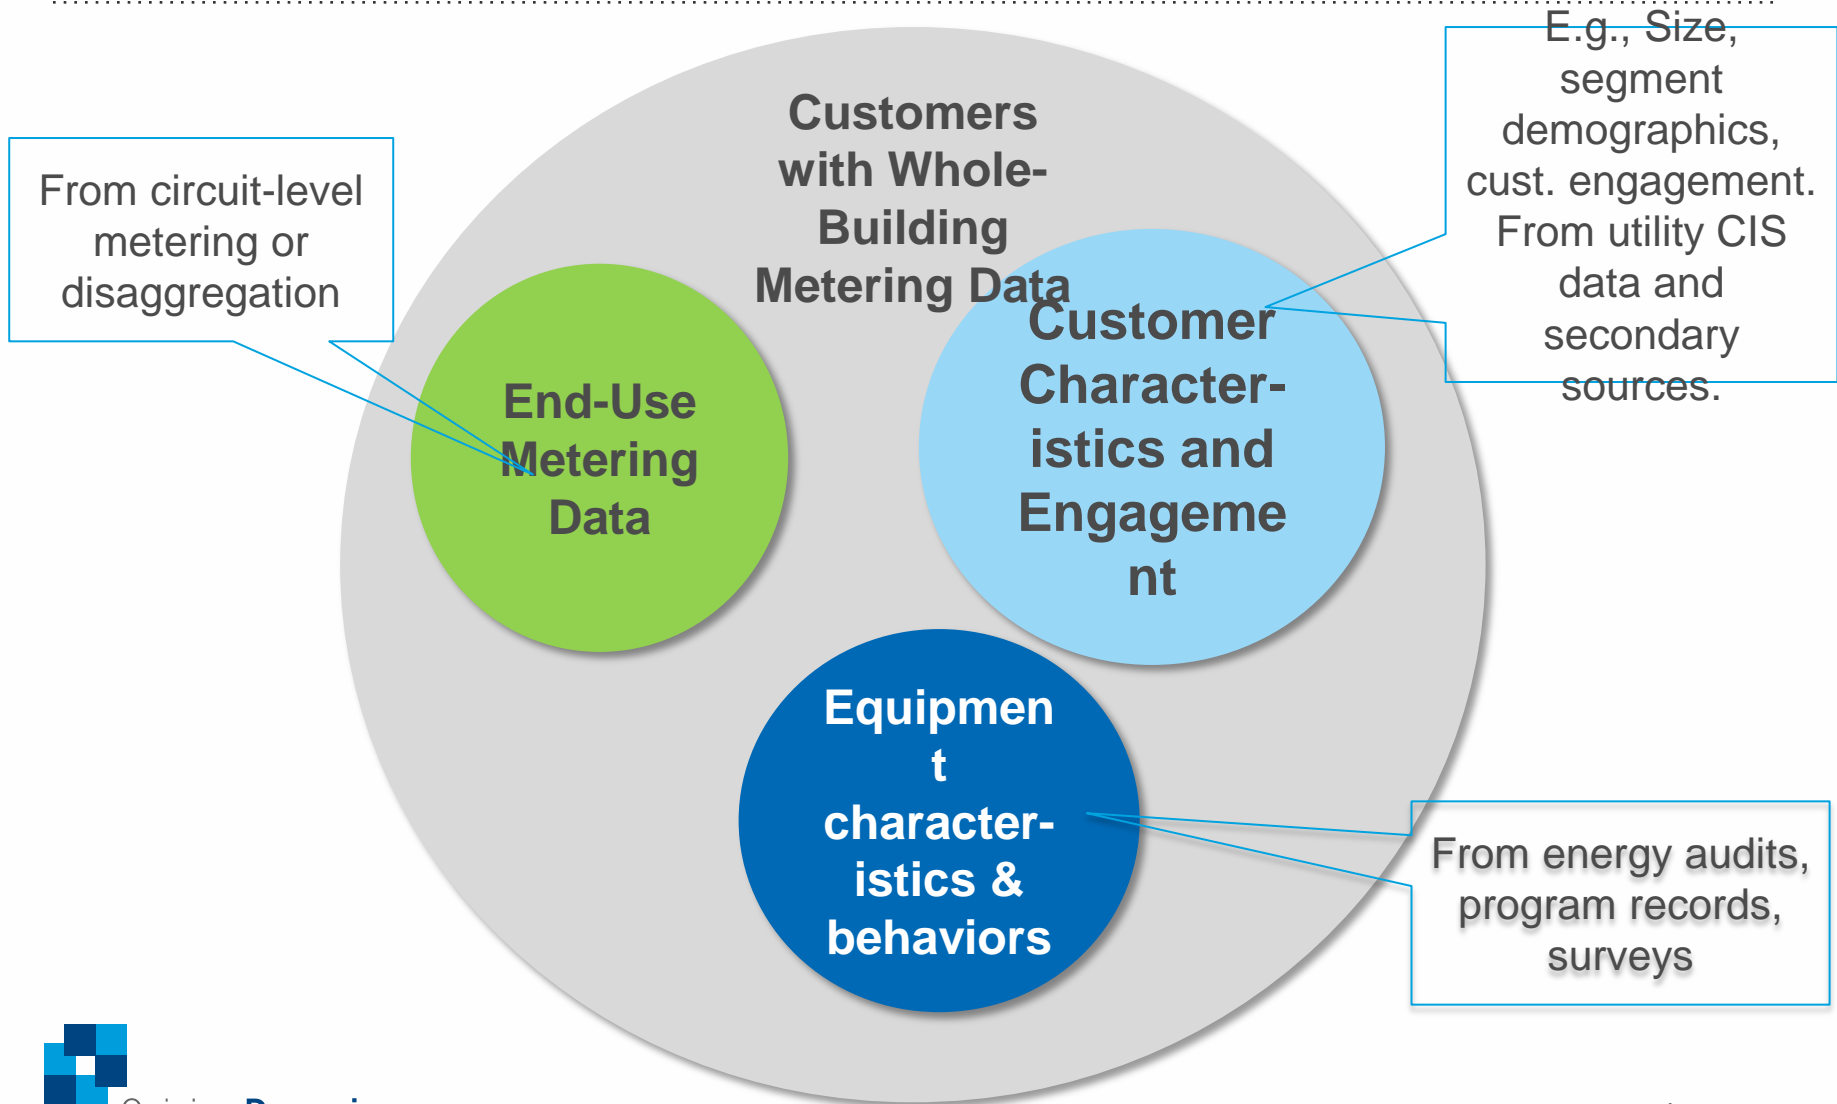 E.g., Size,
segment
demographics,
cust. engagement.
From utility CIS
data and
secondary
sources.
Customers
with Whole-
Building
Metering Data
From circuit-level
metering or
disaggregation
End-Use
Metering
Data
Customer
Character-
istics and
Engageme
nt
Equipmen
t
character-
istics &
behaviors
From energy audits,
program records,
surveys